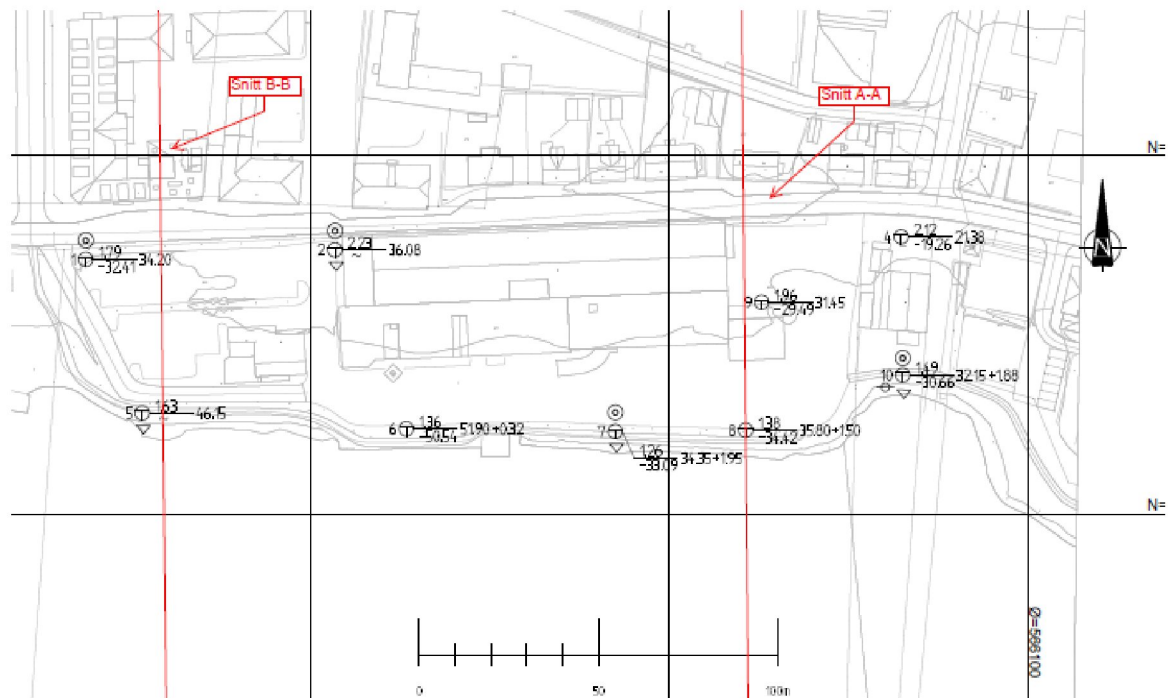 Snitt B-B
Snitt A-A
N=
1 1.79 -32.41 34.20
2 2.23 ~ 36.08
4 2.12 -19.26 21.38
N
9 1.96 -29.49 31.45
10 1.49 -30.66 32.15+1.88
5 1.63 ~ 46.15
6 1.36 -50.54 51.90+0.32
7 1.26 -33.09 34.35+1.95
8 1.38 -34.42 35.80+1.50
N=
Ø=566100
0 50 100m